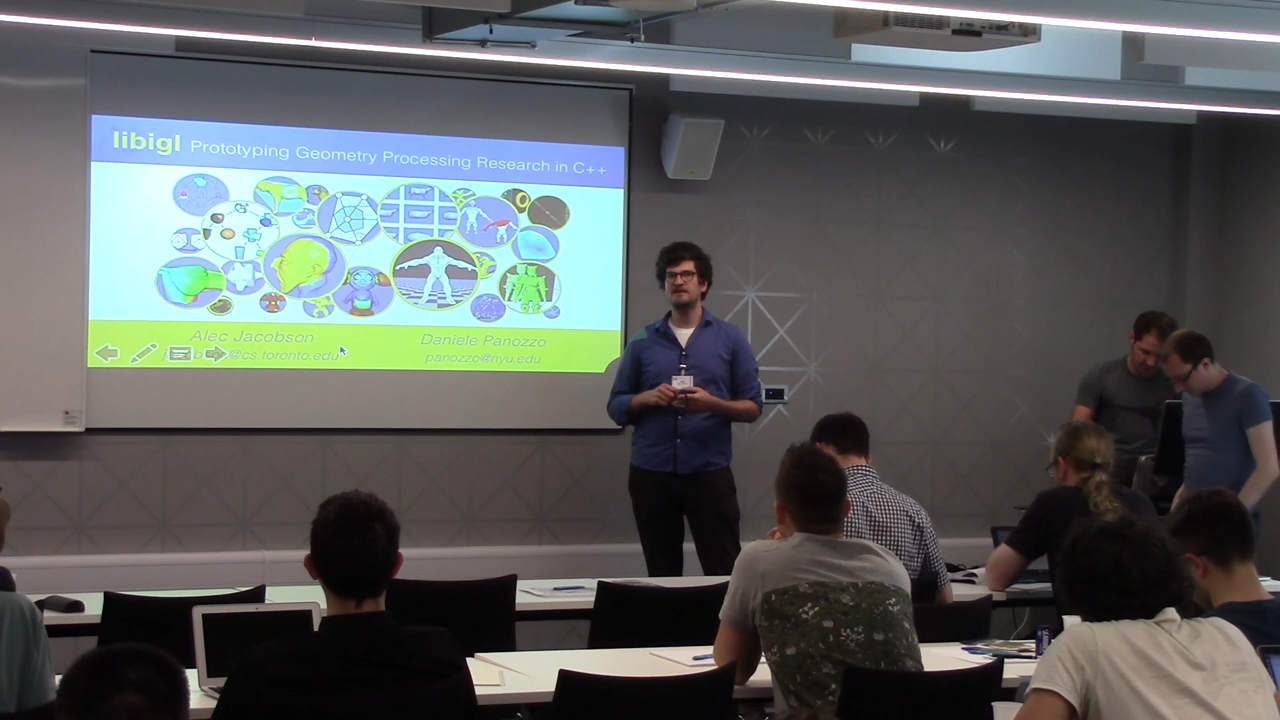 libigl Prototyping Geometry Processing Research in C++
Alec Jacobson
Daniele Panozzo
@cs.toronto.edu
panozzo@nyu.edu